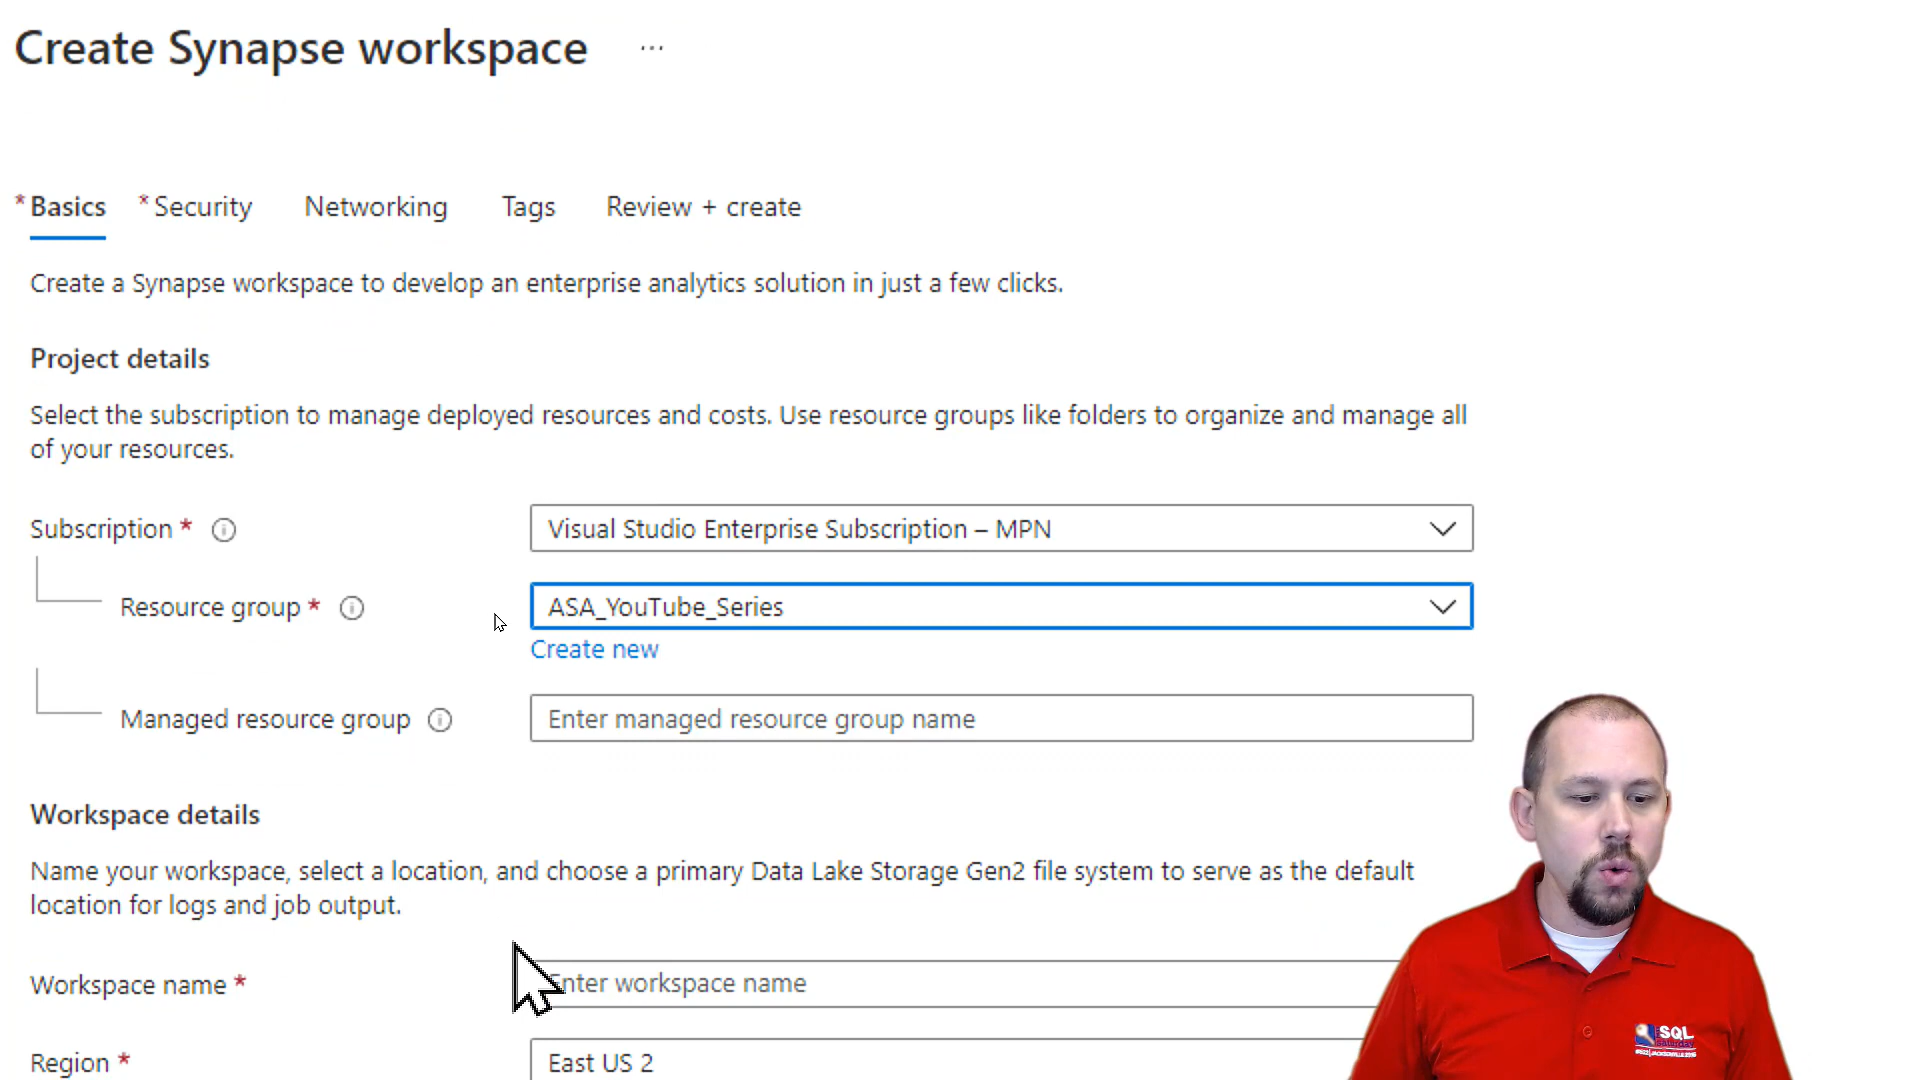 Create Synapse workspace ...
* Basics * Security Networking Tags Review + create
Create a Synapse workspace to develop an enterprise analytics solution in just a few clicks.
Project details
Select the subscription to manage deployed resources and costs. Use resource groups like folders to organize and manage all
of your resources.
Subscription * Visual Studio Enterprise Subscription – MPN
Resource group * ASA_YouTube_Series
Create new
Managed resource group Enter managed resource group name
Workspace details
Name your workspace, select a location, and choose a primary Data Lake Storage Gen2 file system to serve as the default
location for logs and job output.
Workspace name * Enter workspace name
Region * East US 2
SQL